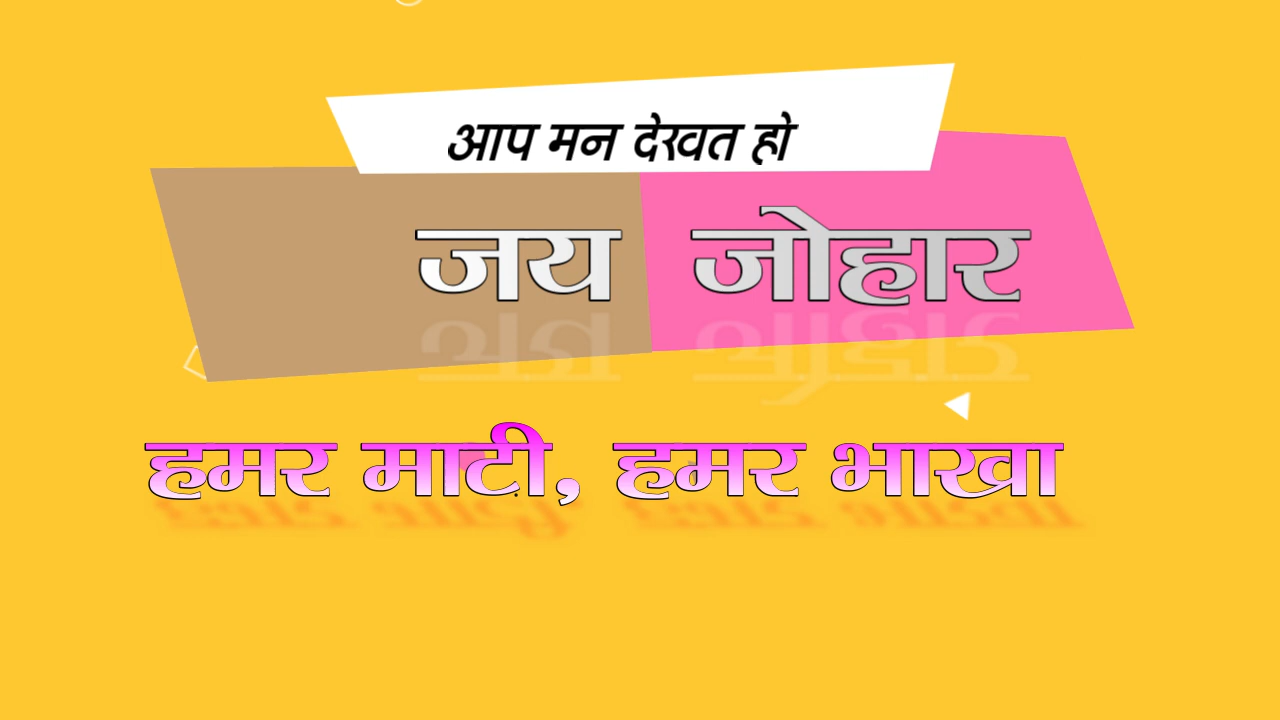 आप मन देखत हो
जय जोहार
हमर माटी, हमर भाखा